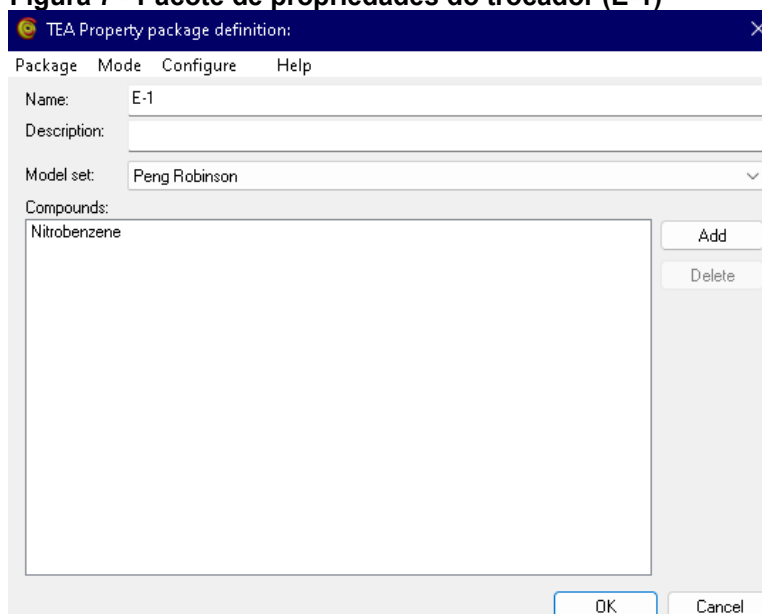 Figura 7 - Pacote de propriedades do trocador (E-1)
TEA Property package definition:
Package Mode Configure Help
Name: E-1
Description:
Model set: Peng Robinson
Compounds:
Nitrobenzene
Add
Delete
OK Cancel